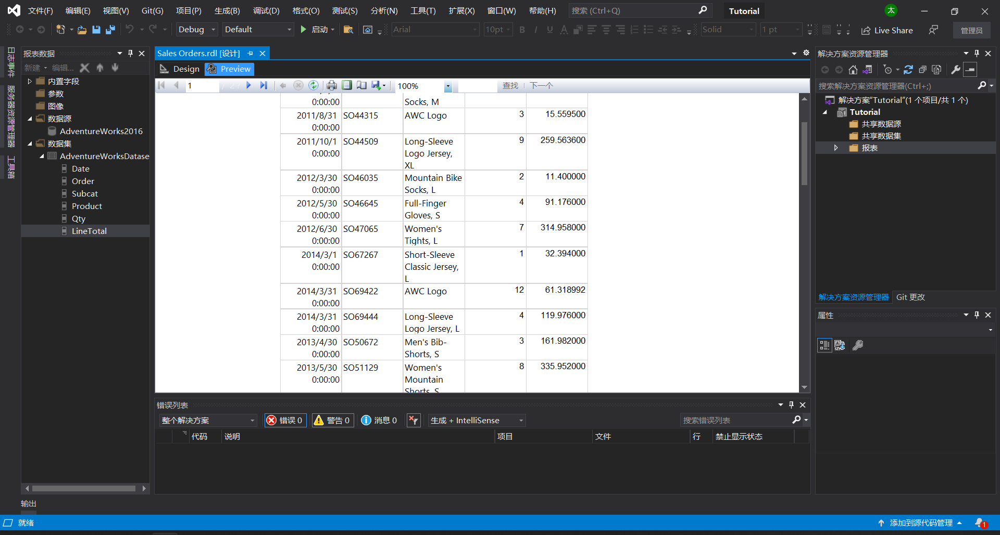 文件(F) 编辑(E) 视图(V) Git(G) 项目(P) 生成(B) 调试(D) 格式(O) 测试(S) 分析(N) 工具(T) 扩展(X) 窗口(W) 帮助(H) 搜索 (Ctrl+Q) Tutorial 太
Debug Default 启动 Arial 10pt B I U A Solid 1 pt Live Share 管理员
日志事件
服务器资源管理器
工具箱
报表数据
新建 编辑...
内置字段
参数
图像
数据源
AdventureWorks2016
数据集
AdventureWorksDatase
Date
Order
Subcat
Product
Qty
LineTotal
Sales Orders.rdl [设计]
Design Preview
1 / 2 ? 100% 查找 下一个
0:00:00 Socks, M
2011/8/31 SO44315 AWC Logo 3 15.559500
0:00:00
2011/10/1 SO44509 Long-Sleeve 9 259.563600
0:00:00 Logo Jersey,
XL
2012/3/30 SO46035 Mountain Bike 2 11.400000
0:00:00 Socks, L
2012/5/30 SO46645 Full-Finger 4 91.176000
0:00:00 Gloves, S
2012/6/30 SO47065 Women's 7 314.958000
0:00:00 Tights, L
2014/3/1 SO67267 Short-Sleeve 1 32.394000
0:00:00 Classic Jersey,
L
2014/3/31 SO69422 AWC Logo 12 61.318992
0:00:00
2014/3/31 SO69444 Long-Sleeve 4 119.976000
0:00:00 Logo Jersey, L
2013/4/30 SO50672 Men's Bib- 3 161.982000
0:00:00 Shorts, S
2013/5/30 SO51129 Women's 8 335.952000
0:00:00 Mountain
Shorts, S
错误列表
整个解决方案 错误 0 警告 0 消息 0 生成 + IntelliSense 搜索错误列表
代码 说明 项目 文件 行 禁止显示状态
解决方案资源管理器
搜索解决方案资源管理器(Ctrl+;)
解决方案"Tutorial"(1 个项目/共 1 个)
Tutorial
共享数据源
共享数据集
报表
解决方案资源管理器 Git 更改
属性
输出
就绪 添加到源代码管理 1